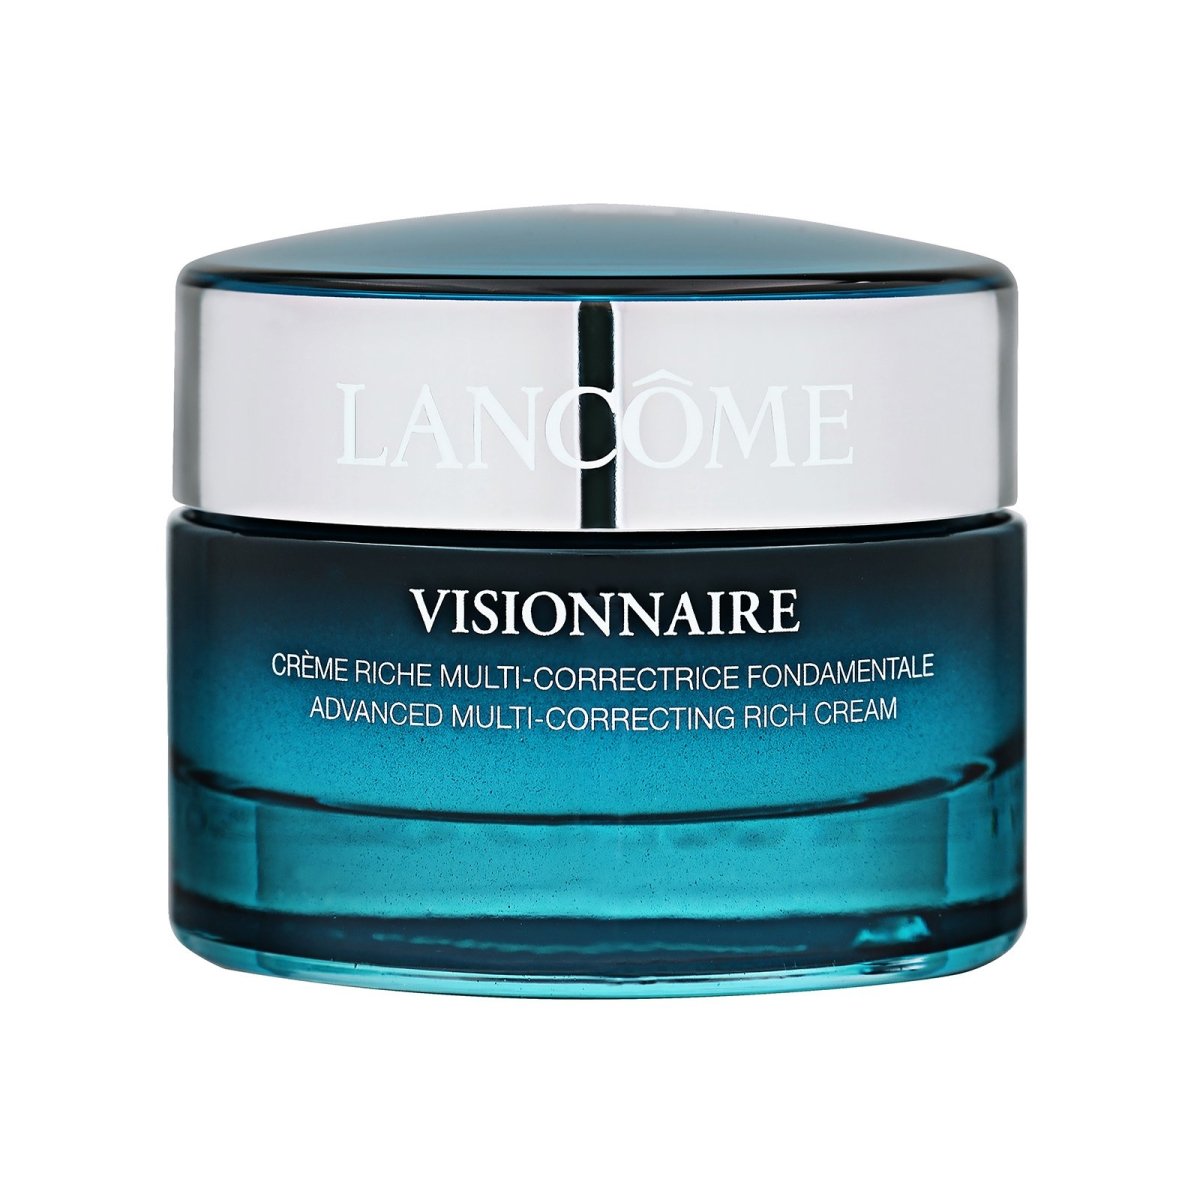 LANCÔME
VISIONNAIRE
CRÈME RICHE MULTI-CORRECTRICE FONDAMENTALE
ADVANCED MULTI-CORRECTING RICH CREAM